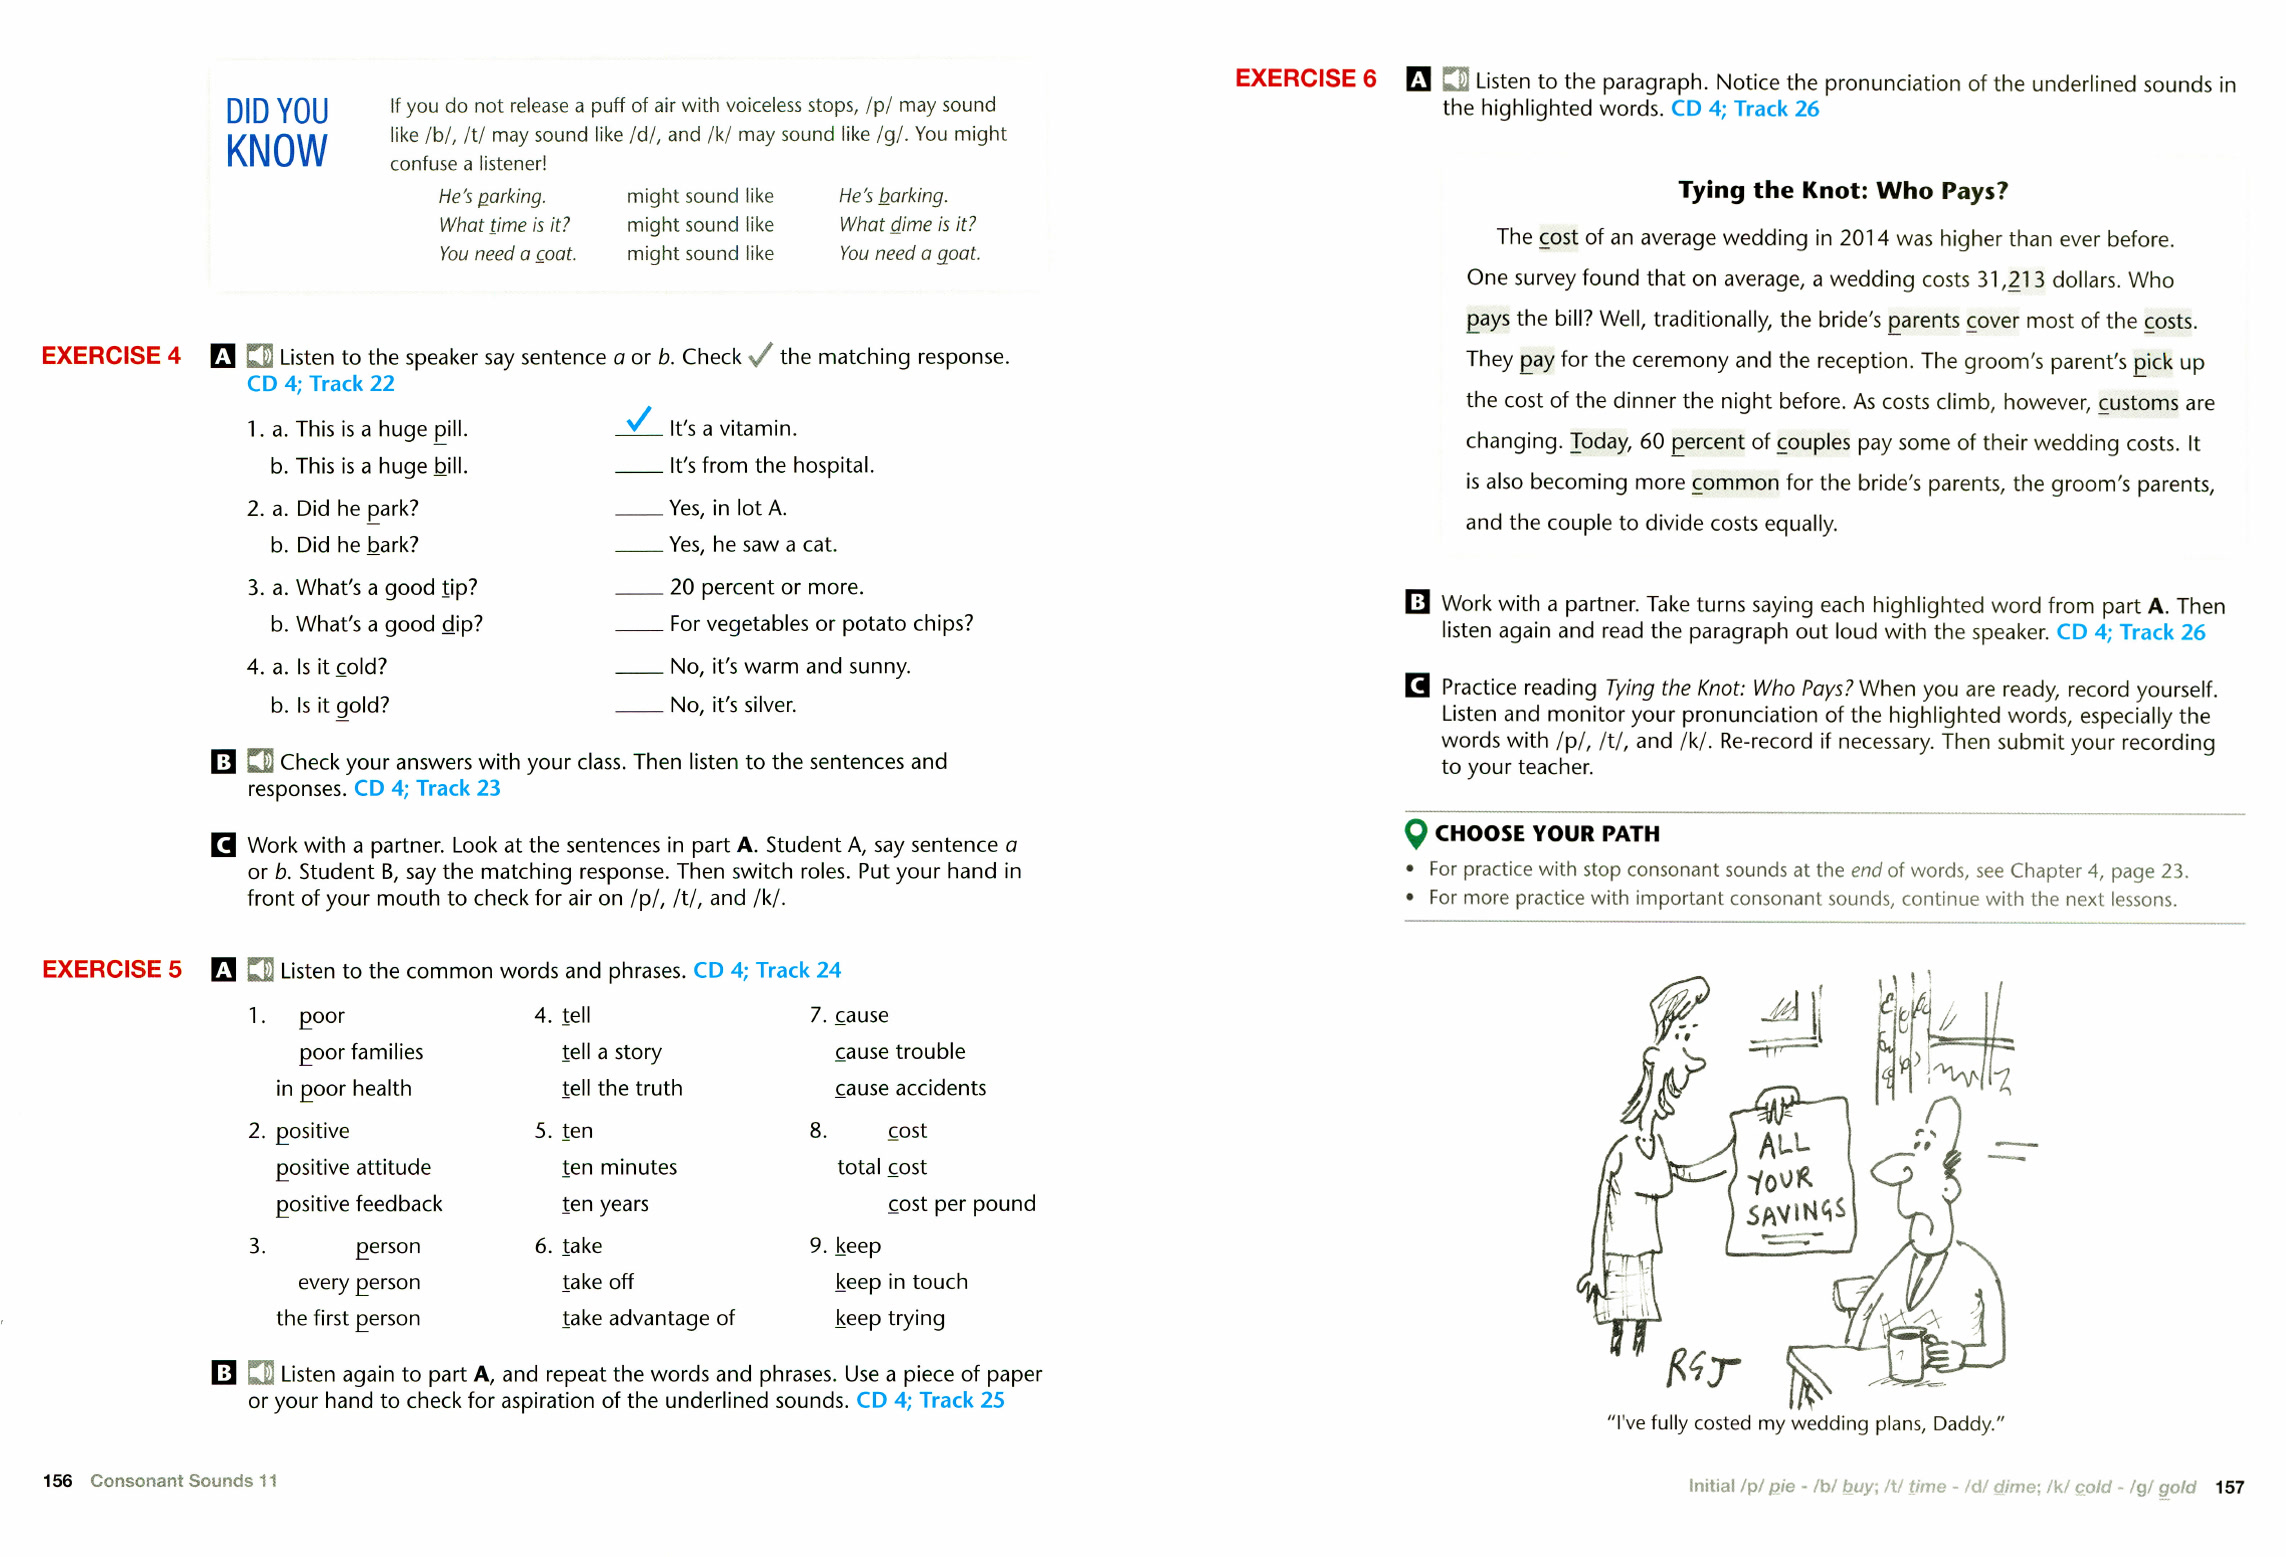 DID YOU
KNOW
If you do not release a puff of air with voiceless stops, /p/ may sound
like /b/, /t/ may sound like /d/, and /k/ may sound like /g/. You might
confuse a listener!
He's parking. might sound like He's barking.
What time is it? might sound like What dime is it?
You need a coat. might sound like You need a goat.
EXERCISE 4 A Listen to the speaker say sentence a or b. Check ✓ the matching response.
CD 4; Track 22
1. a. This is a huge pill. ✓ It's a vitamin.
b. This is a huge bill. ____ It's from the hospital.
2. a. Did he park? ____ Yes, in lot A.
b. Did he bark? ____ Yes, he saw a cat.
3. a. What's a good tip? ____ 20 percent or more.
b. What's a good dip? ____ For vegetables or potato chips?
4. a. Is it cold? ____ No, it's warm and sunny.
b. Is it gold? ____ No, it's silver.
B Check your answers with your class. Then listen to the sentences and
responses. CD 4; Track 23
C Work with a partner. Look at the sentences in part A. Student A, say sentence a
or b. Student B, say the matching response. Then switch roles. Put your hand in
front of your mouth to check for air on /p/, /t/, and /k/.
EXERCISE 5 A Listen to the common words and phrases. CD 4; Track 24
1. poor 4. tell 7. cause
poor families tell a story cause trouble
in poor health tell the truth cause accidents
2. positive 5. ten 8. cost
positive attitude ten minutes total cost
positive feedback ten years cost per pound
3. person 6. take 9. keep
every person take off keep in touch
the first person take advantage of keep trying
B Listen again to part A, and repeat the words and phrases. Use a piece of paper
or your hand to check for aspiration of the underlined sounds. CD 4; Track 25
156 Consonant Sounds 11
EXERCISE 6 A Listen to the paragraph. Notice the pronunciation of the underlined sounds in
the highlighted words. CD 4; Track 26
Tying the Knot: Who Pays?
The cost of an average wedding in 2014 was higher than ever before.
One survey found that on average, a wedding costs 31,213 dollars. Who
pays the bill? Well, traditionally, the bride's parents cover most of the costs.
They pay for the ceremony and the reception. The groom's parent's pick up
the cost of the dinner the night before. As costs climb, however, customs are
changing. Today, 60 percent of couples pay some of their wedding costs. It
is also becoming more common for the bride's parents, the groom's parents,
and the couple to divide costs equally.
B Work with a partner. Take turns saying each highlighted word from part A. Then
listen again and read the paragraph out loud with the speaker. CD 4; Track 26
C Practice reading Tying the Knot: Who Pays? When you are ready, record yourself.
Listen and monitor your pronunciation of the highlighted words, especially the
words with /p/, /t/, and /k/. Re-record if necessary. Then submit your recording
to your teacher.
CHOOSE YOUR PATH
• For practice with stop consonant sounds at the end of words, see Chapter 4, page 23.
• For more practice with important consonant sounds, continue with the next lessons.
ALL
YOUR
SAVINGS
RGJ
"I've fully costed my wedding plans, Daddy."
Initial /p/ pie - /b/ buy; /t/ time - /d/ dime; /k/ cold - /g/ gold 157